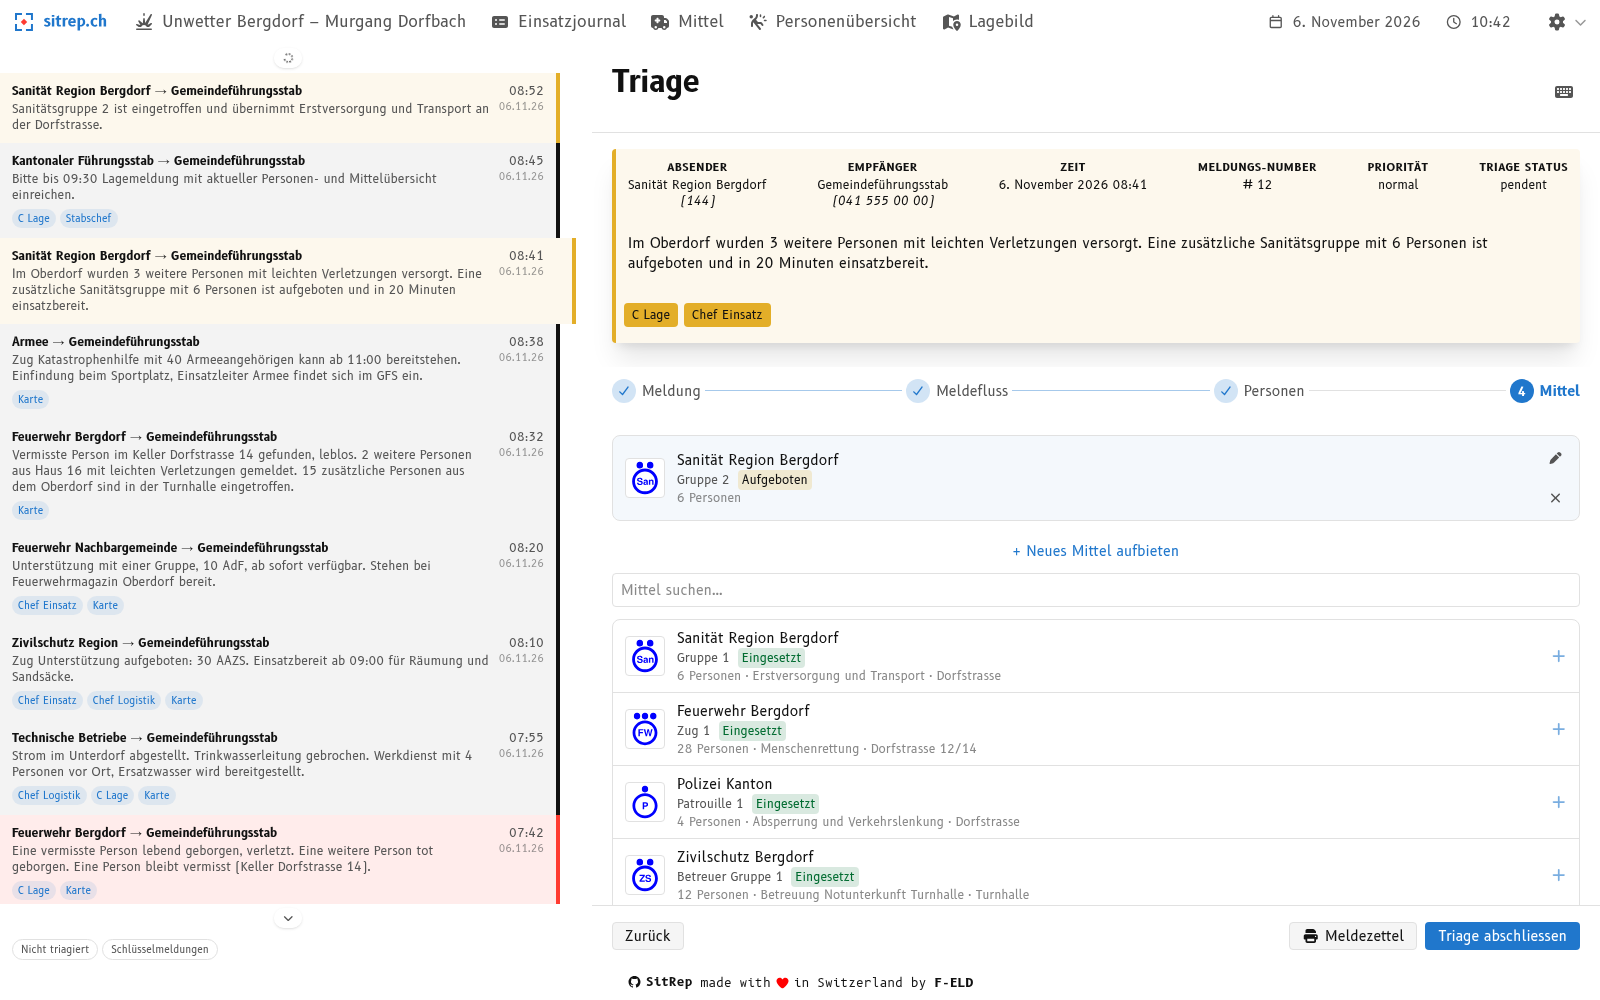 sitrep.ch
Unwetter Bergdorf – Murgang Dorfbach
Einsatzjournal
Mittel
Personenübersicht
Lagebild
6. November 2026
10:42
Sanität Region Bergdorf → Gemeindeführungsstab
08:52
Sanitätsgruppe 2 ist eingetroffen und übernimmt Erstversorgung und Transport an
06.11.26
der Dorfstrasse.
Kantonaler Führungsstab → Gemeindeführungsstab
08:45
Bitte bis 09:30 Lagemeldung mit aktueller Personen- und Mittelübersicht
06.11.26
einreichen.
C Lage
Stabschef
Sanität Region Bergdorf → Gemeindeführungsstab
08:41
Im Oberdorf wurden 3 weitere Personen mit leichten Verletzungen versorgt. Eine
06.11.26
zusätzliche Sanitätsgruppe mit 6 Personen ist aufgeboten und in 20 Minuten
einsatzbereit.
Armee → Gemeindeführungsstab
08:38
Zug Katastrophenhilfe mit 40 Armeeangehörigen kann ab 11:00 bereitstehen.
06.11.26
Einfindung beim Sportplatz, Einsatzleiter Armee findet sich im GFS ein.
Karte
Feuerwehr Bergdorf → Gemeindeführungsstab
08:32
Vermisste Person im Keller Dorfstrasse 14 gefunden, leblos. 2 weitere Personen
06.11.26
aus Haus 16 mit leichten Verletzungen gemeldet. 15 zusätzliche Personen aus
dem Oberdorf sind in der Turnhalle eingetroffen.
Karte
Feuerwehr Nachbargemeinde → Gemeindeführungsstab
08:20
Unterstützung mit einer Gruppe, 10 AdF, ab sofort verfügbar. Stehen bei
06.11.26
Feuerwehrmagazin Oberdorf bereit.
Chef Einsatz
Karte
Zivilschutz Region → Gemeindeführungsstab
08:10
Zug Unterstützung aufgeboten: 30 AAZS. Einsatzbereit ab 09:00 für Räumung und
06.11.26
Sandsäcke.
Chef Einsatz
Chef Logistik
Karte
Technische Betriebe → Gemeindeführungsstab
07:55
Strom im Unterdorf abgestellt. Trinkwasserleitung gebrochen. Werkdienst mit 4
06.11.26
Personen vor Ort, Ersatzwasser wird bereitgestellt.
Chef Logistik
C Lage
Karte
Feuerwehr Bergdorf → Gemeindeführungsstab
07:42
Eine vermisste Person lebend geborgen, verletzt. Eine weitere Person tot
06.11.26
geborgen. Eine Person bleibt vermisst (Keller Dorfstrasse 14).
C Lage
Karte
Nicht triagiert
Schlüsselmeldungen
Triage
ABSENDER
Sanität Region Bergdorf
(144)
EMPFÄNGER
Gemeindeführungsstab
(041 555 00 00)
ZEIT
6. November 2026 08:41
MELDUNGS-NUMBER
# 12
PRIORITÄT
normal
TRIAGE STATUS
pendent
Im Oberdorf wurden 3 weitere Personen mit leichten Verletzungen versorgt. Eine zusätzliche Sanitätsgruppe mit 6 Personen ist
aufgeboten und in 20 Minuten einsatzbereit.
C Lage
Chef Einsatz
Meldung
Meldefluss
Personen
4 Mittel
San
Sanität Region Bergdorf
Gruppe 2 Aufgeboten
6 Personen
+ Neues Mittel aufbieten
Mittel suchen...
San
Sanität Region Bergdorf
Gruppe 1 Eingesetzt
6 Personen · Erstversorgung und Transport · Dorfstrasse
FW
Feuerwehr Bergdorf
Zug 1 Eingesetzt
28 Personen · Menschenrettung · Dorfstrasse 12/14
P
Polizei Kanton
Patrouille 1 Eingesetzt
4 Personen · Absperrung und Verkehrslenkung · Dorfstrasse
ZS
Zivilschutz Bergdorf
Betreuer Gruppe 1 Eingesetzt
12 Personen · Betreuung Notunterkunft Turnhalle · Turnhalle
Zurück
Meldezettel
Triage abschliessen
SitRep made with in Switzerland by F-ELD